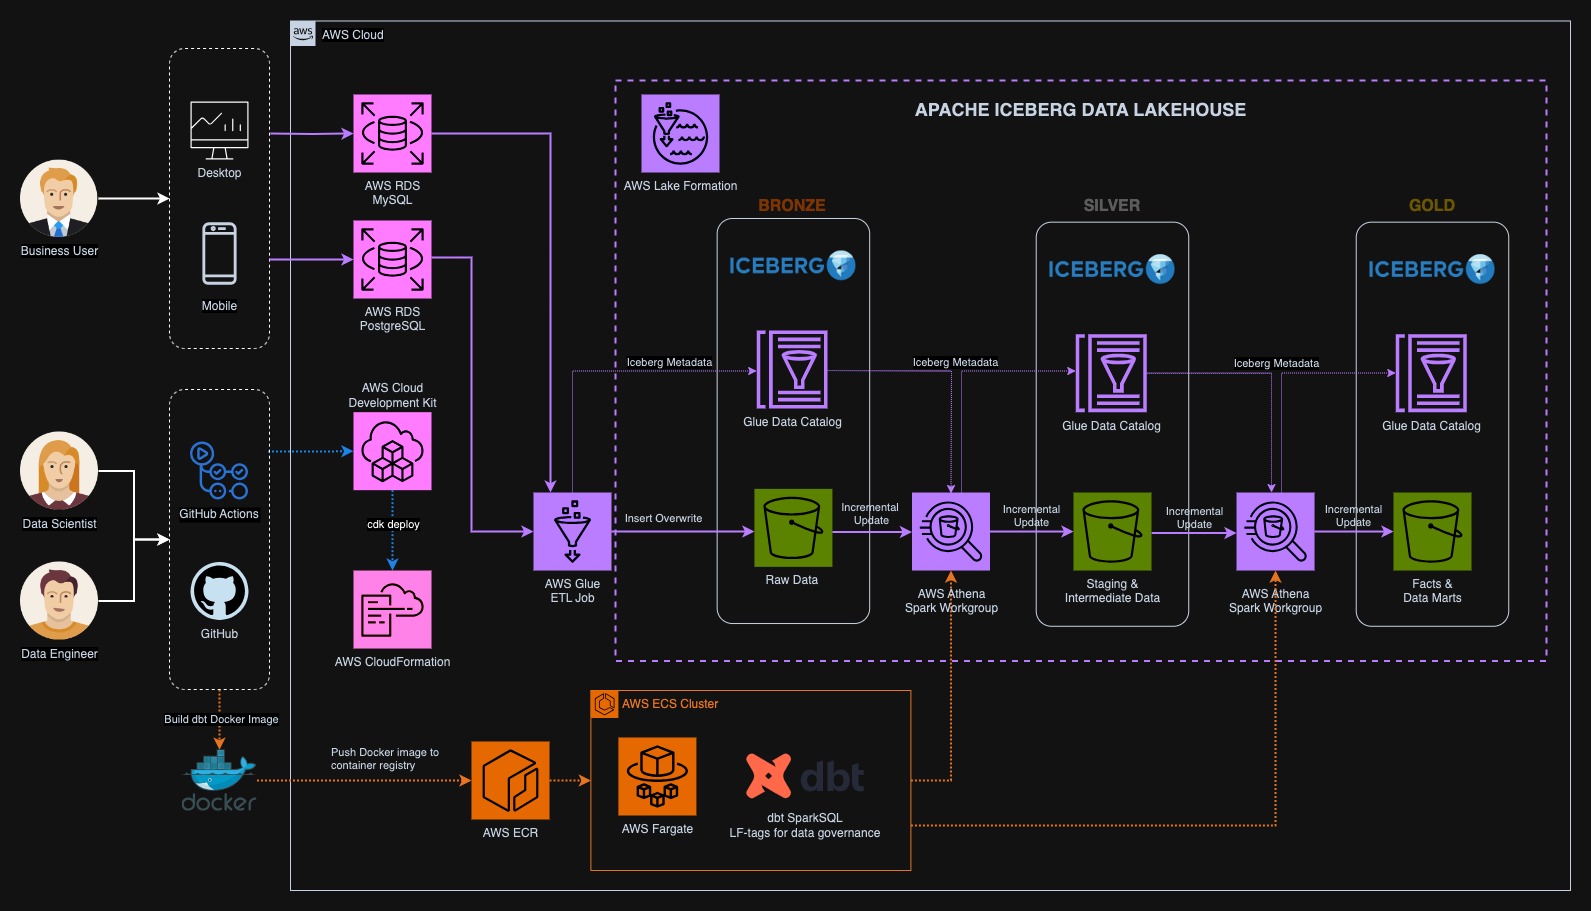 aws
AWS Cloud
Desktop
Mobile
Business User
AWS RDS
MySQL
AWS RDS
PostgreSQL
APACHE ICEBERG DATA LAKEHOUSE
AWS Lake Formation
BRONZE
SILVER
GOLD
ICEBERG
ICEBERG
ICEBERG
Iceberg Metadata
Iceberg Metadata
Iceberg Metadata
Glue Data Catalog
Glue Data Catalog
Glue Data Catalog
AWS Cloud
Development Kit
cdk deploy
AWS CloudFormation
Data Scientist
Data Engineer
GitHub Actions
GitHub
AWS Glue
ETL Job
Insert Overwrite
Raw Data
Incremental
Update
AWS Athena
Spark Workgroup
Incremental
Update
Staging &
Intermediate Data
Incremental
Update
AWS Athena
Spark Workgroup
Incremental
Update
Facts &
Data Marts
Build dbt Docker Image
docker
Push Docker image to
container registry
AWS ECR
AWS ECS Cluster
AWS Fargate
dbt
dbt SparkSQL
LF-tags for data governance